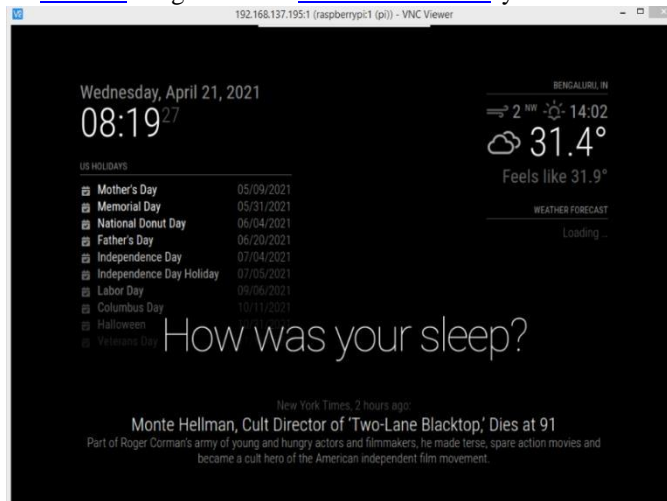 192.168.137.195:1 (raspberrypi:1 (pi)) - VNC Viewer
Wednesday, April 21, 2021
08:19 27
US HOLIDAYS
Mother's Day 05/09/2021
Memorial Day 05/31/2021
National Donut Day 06/04/2021
Father's Day 06/20/2021
Independence Day 07/04/2021
Independence Day Holiday 07/05/2021
Labor Day 09/06/2021
Columbus Day 10/11/2021
Halloween
Veterans Day
BENGALURU, IN
2 NW 14:02
31.4°
Feels like 31.9°
WEATHER FORECAST
Loading ...
How was your sleep?
New York Times, 2 hours ago:
Monte Hellman, Cult Director of ‘Two-Lane Blacktop,’ Dies at 91
Part of Roger Corman's army of young and hungry actors and filmmakers, he made terse, spare action movies and
became a cult hero of the American independent film movement.